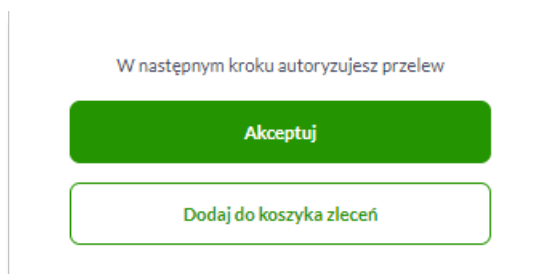 W następnym kroku autoryzujesz przelew
Akceptuj
Dodaj do koszyka zleceń